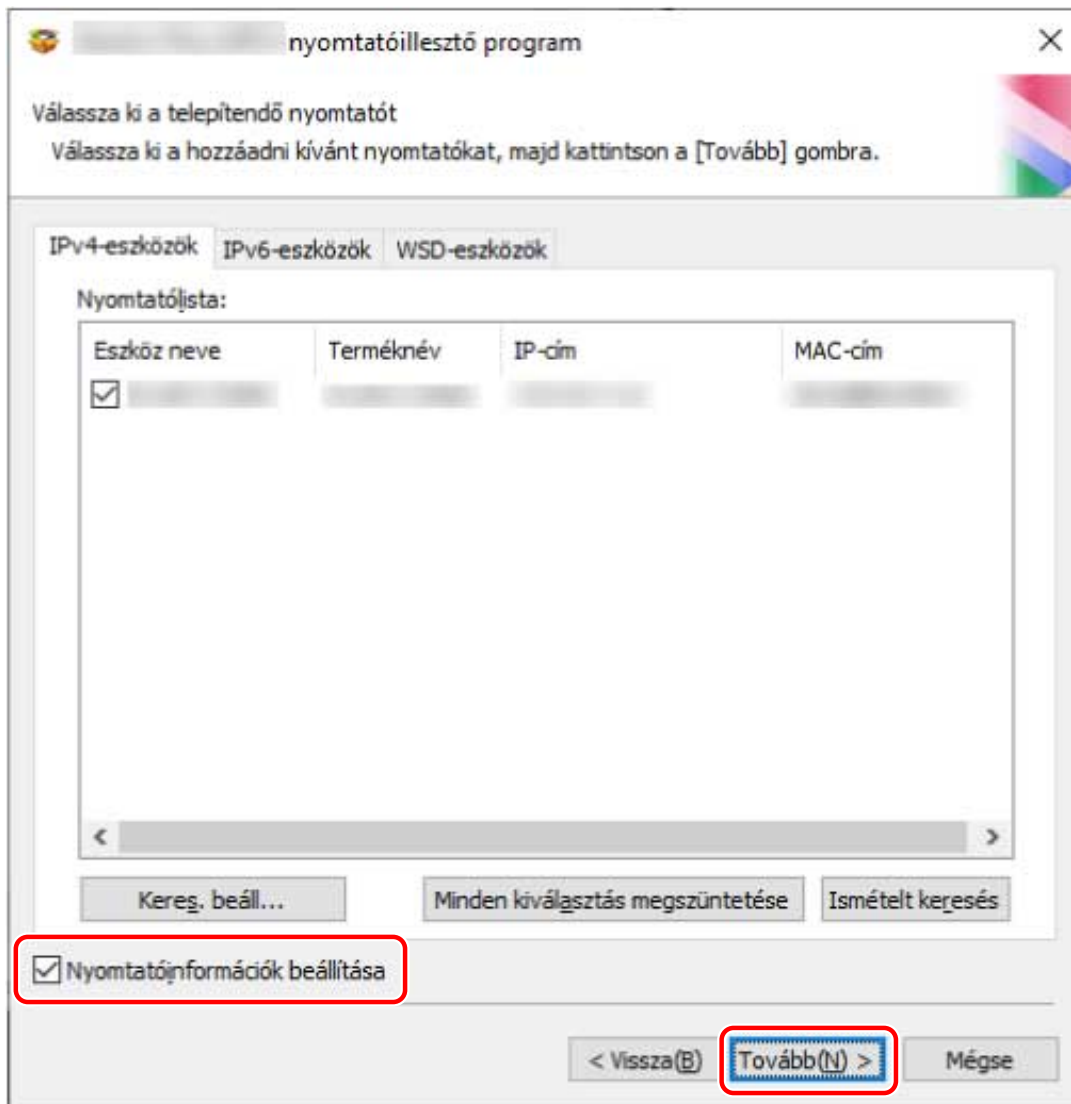 nyomtatóillesztő program
Válassza ki a telepítendő nyomtatót
Válassza ki a hozzáadni kívánt nyomtatókat, majd kattintson a [Tovább] gombra.
IPv4-eszközök IPv6-eszközök WSD-eszközök
Nyomtatólista:
Eszköz neve Terméknév IP-cím MAC-cím
Keres. beáll... Minden kiválasztás megszüntetése Ismételt keresés
Nyomtatóinformációk beállítása
< Vissza(B) Tovább(N) > Mégse